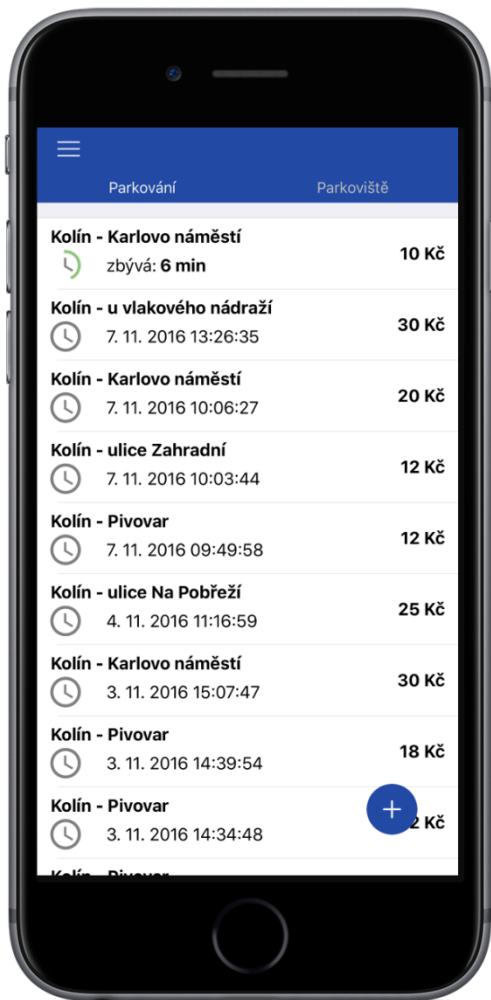 Parkování
Parkoviště
Kolín - Karlovo náměstí
zbývá: 6 min
10 Kč
Kolín - u vlakového nádraží
7. 11. 2016 13:26:35
30 Kč
Kolín - Karlovo náměstí
7. 11. 2016 10:06:27
20 Kč
Kolín - ulice Zahradní
7. 11. 2016 10:03:44
12 Kč
Kolín - Pivovar
7. 11. 2016 09:49:58
12 Kč
Kolín - ulice Na Pobřeží
4. 11. 2016 11:16:59
25 Kč
Kolín - Karlovo náměstí
3. 11. 2016 15:07:47
30 Kč
Kolín - Pivovar
3. 11. 2016 14:39:54
18 Kč
Kolín - Pivovar
3. 11. 2016 14:34:48
2 Kč
Kolín - Pivovar